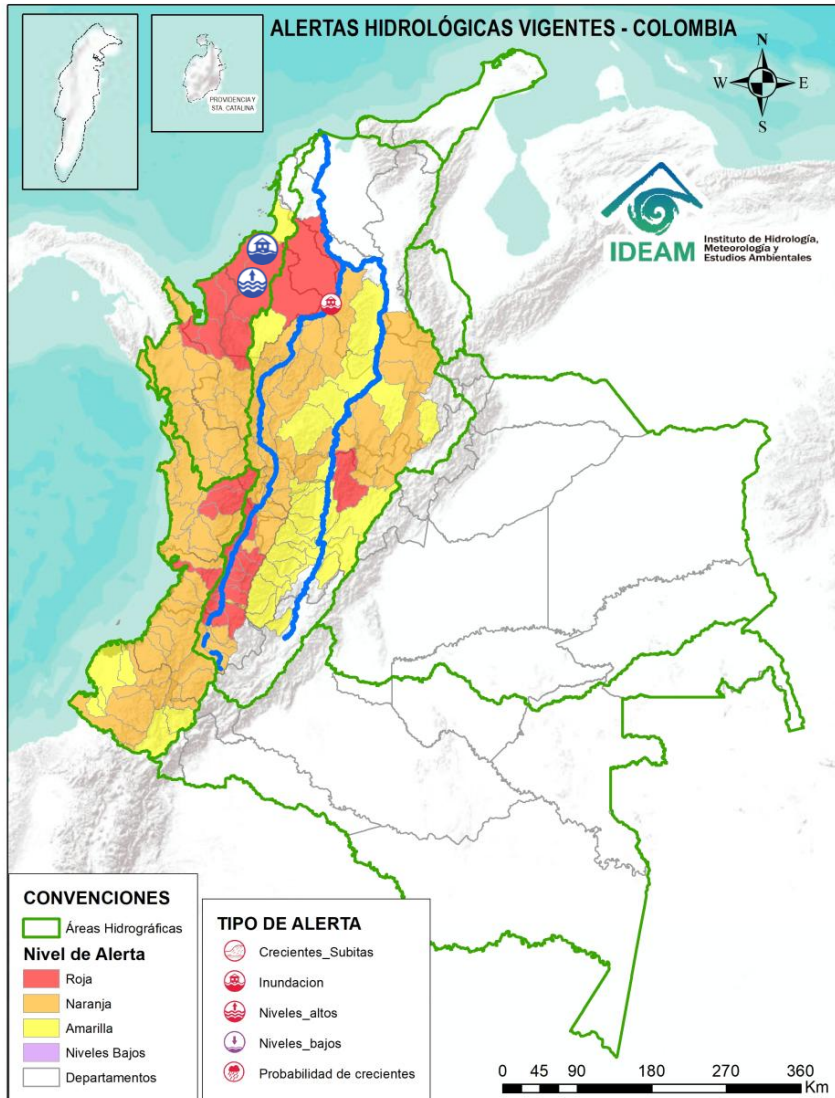 ALERTAS HIDROLÓGICAS VIGENTES - COLOMBIA
PROVIDENCIA Y
STA. CATALINA
N
W
E
S
IDEAM
Instituto de Hidrología,
Meteorología y
Estudios Ambientales
CONVENCIONES
Áreas Hidrográficas
Nivel de Alerta
Roja
Naranja
Amarilla
Niveles Bajos
Departamentos
TIPO DE ALERTA
Crecientes_Subitas
Inundacion
Niveles_altos
Niveles_bajos
Probabilidad de crecientes
0 45 90 180 270 360
Km